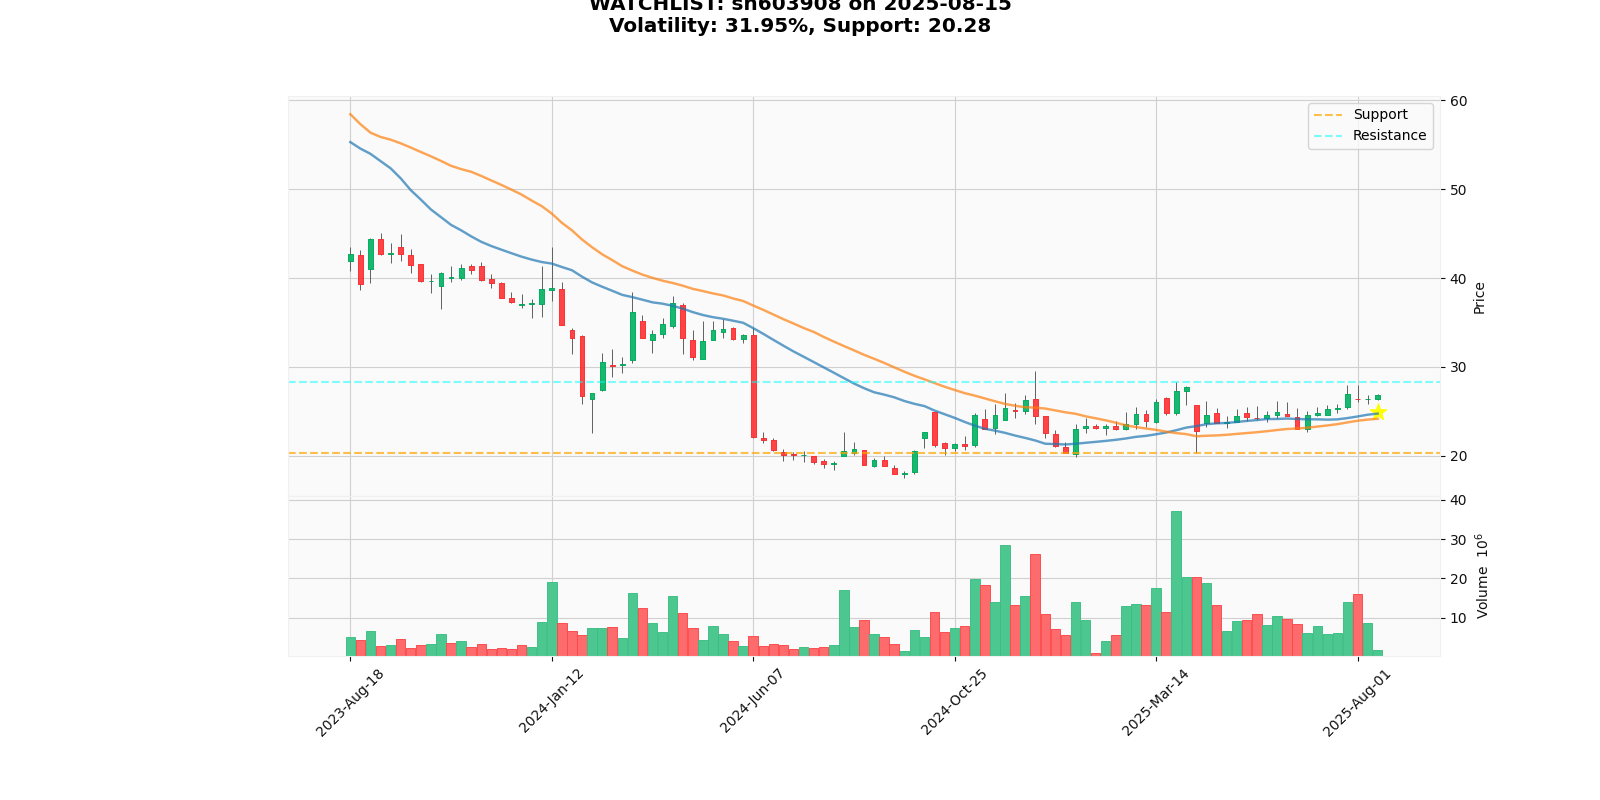 WATCHLIST: sh603908 on 2025-08-15
Volatility: 31.95%, Support: 20.28
Support
Resistance
60
50
40
30
20
Price
40
30
20
10
Volume 10⁶
2023-Aug-18
2024-Jan-12
2024-Jun-07
2024-Oct-25
2025-Mar-14
2025-Aug-01